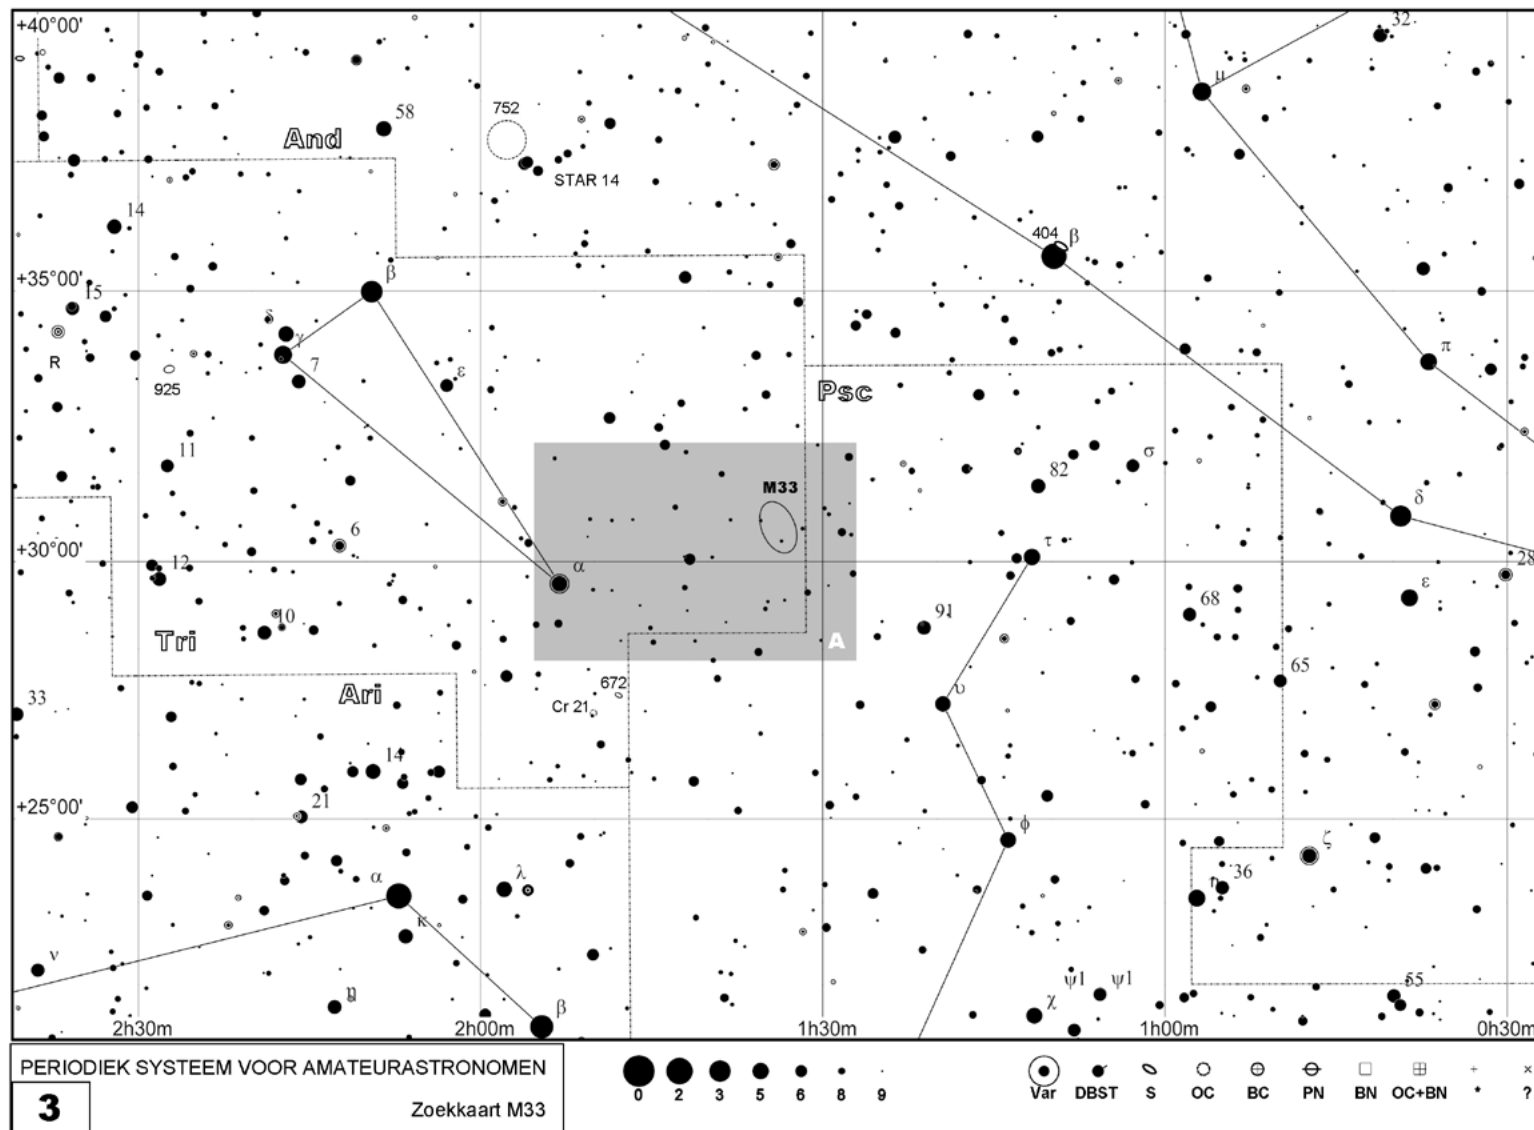 +40°00'
32
μ
752
58
And
STAR 14
14
404 β
+35°00'
β
15
δ
γ
π
R
7
ε
925
Psc
11
σ
M33
82
δ
6
+30°00'
τ
28
12
α
ε
68
10
91
Tri
A
65
672
Ari
υ
33
Cr 21
14
+25°00'
21
φ
ζ
λ
α
36
η
κ
ν
ψ1 ψ1
55
η
β
χ
2h30m 2h00m 1h30m 1h00m 0h30m
PERIODIEK SYSTEEM VOOR AMATEURASTRONOMEN
3
Zoekkaart M33
0 2 3 5 6 8 9
Var DBST S OC BC PN BN OC+BN * ?